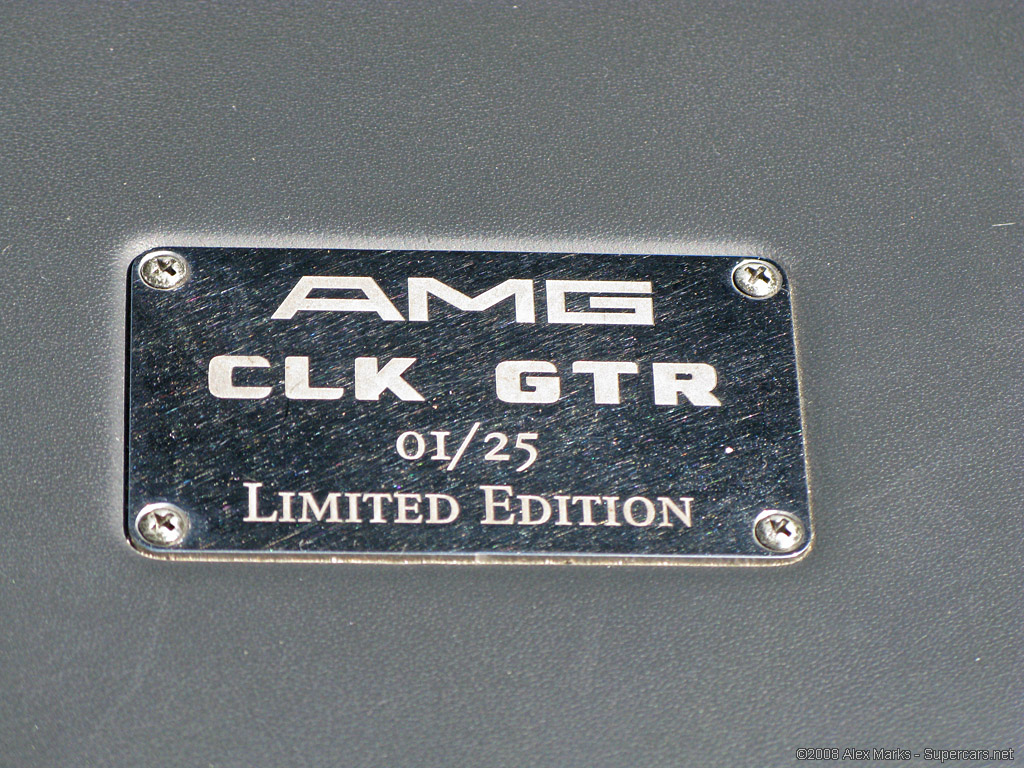 AMG
CLK GTR
01/25
LIMITED EDITION
©2008 Alex Marks - Supercars.net